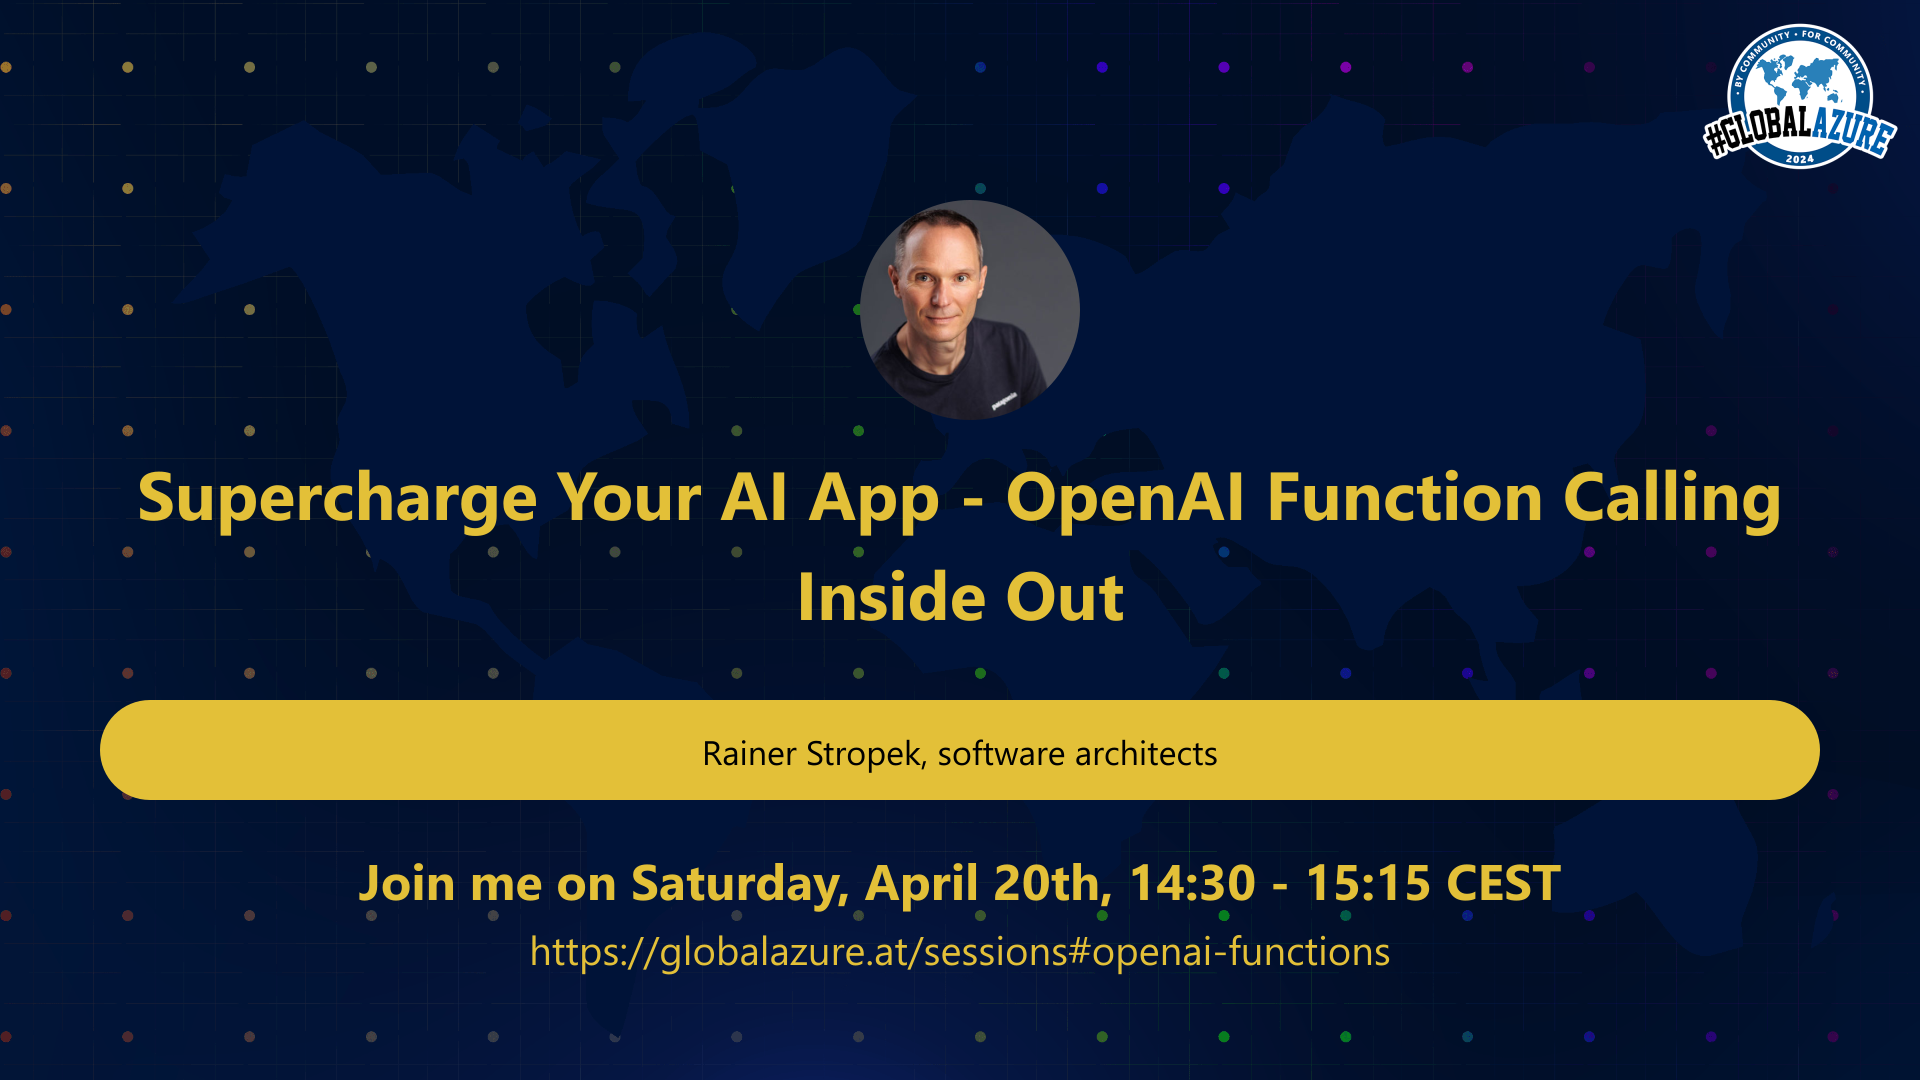 • BY COMMUNITY • FOR COMMUNITY •
#GLOBALAZURE
2024
patagonia
Supercharge Your AI App - OpenAI Function Calling
Inside Out
Rainer Stropek, software architects
Join me on Saturday, April 20th, 14:30 - 15:15 CEST
https://globalazure.at/sessions#openai-functions